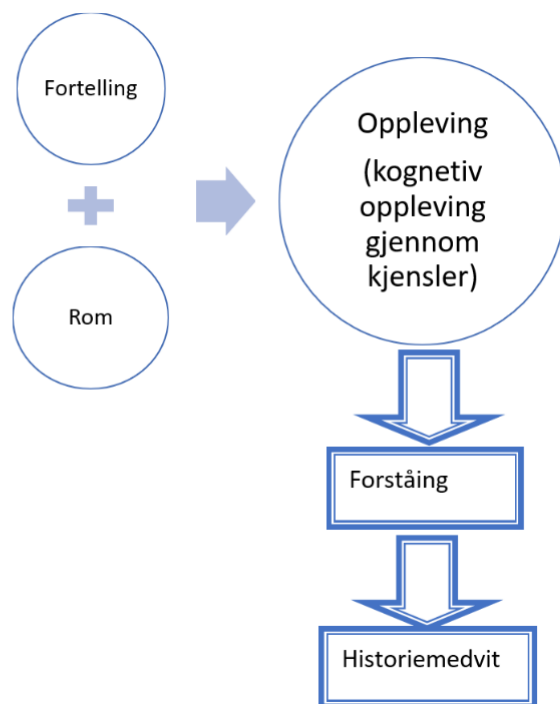 Fortelling
Rom
Oppleving
(kognetiv
oppleving
gjennom
kjensler)
Forståing
Historiemedvit